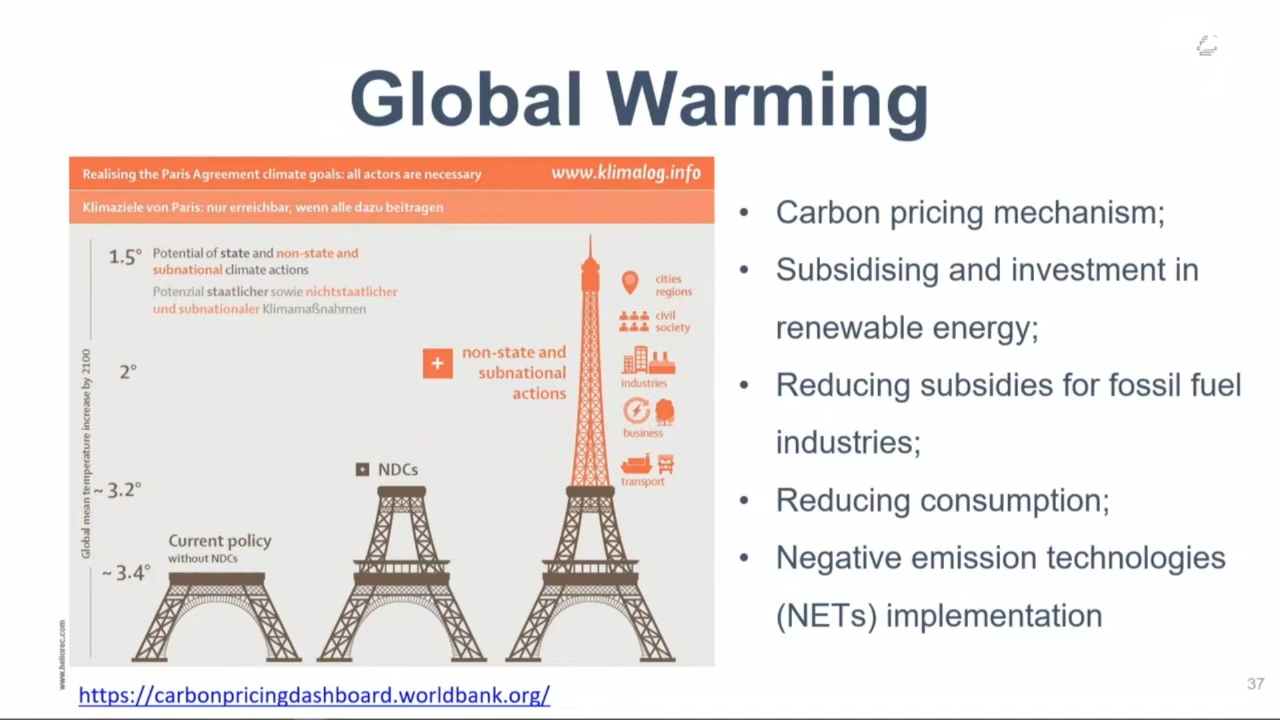 Global Warming
Realising the Paris Agreement climate goals: all actors are necessary
www.klimalog.info
Klimaziele von Paris: nur erreichbar, wenn alle dazu beitragen
Global mean temperature increase by 2100
1.5°
Potential of state and non-state and
subnational climate actions
Potenzial staatlicher sowie nichtstaatlicher
und subnationaler Klimamaßnahmen
2°
~ 3.2°
~ 3.4°
Current policy
without NDCs
+ NDCs
+ non-state and
subnational
actions
cities
regions
civil
society
industries
business
transport
www.heliorec.com
https://carbonpricingdashboard.worldbank.org/
• Carbon pricing mechanism;
• Subsidising and investment in
renewable energy;
• Reducing subsidies for fossil fuel
industries;
• Reducing consumption;
• Negative emission technologies
(NETs) implementation
37